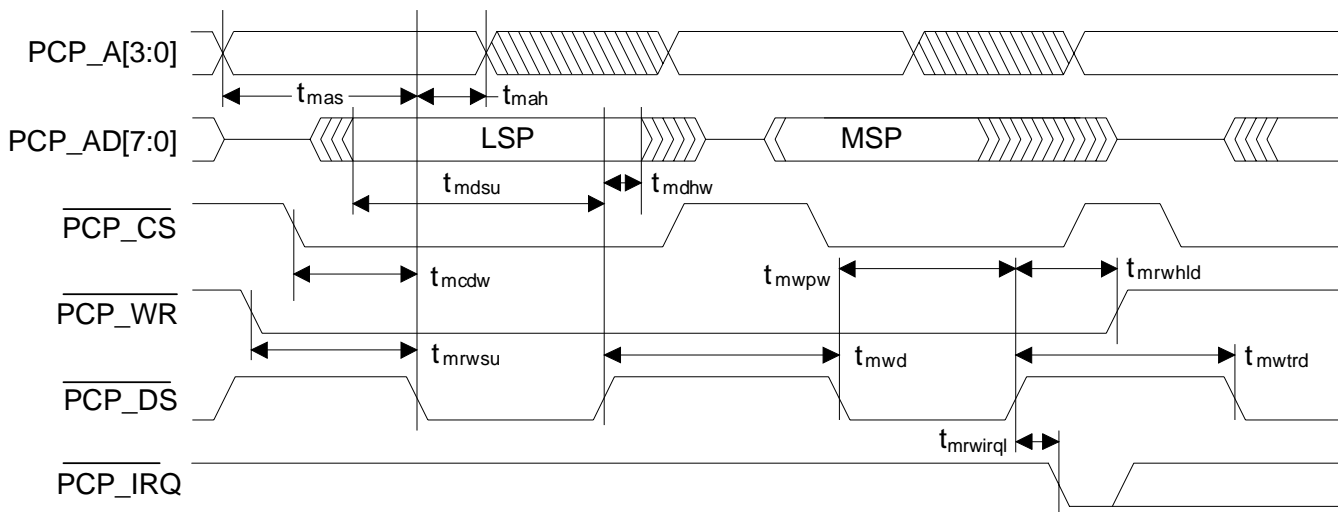 PCP_A[3:0]
tmas
tmah
PCP_AD[7:0]
LSP
MSP
tmdsu
tmdhw
PCP_CS
tmcdw
tmwpw
tmrwhld
PCP_WR
tmrwsu
tmwd
tmwtrd
PCP_DS
tmrwirql
PCP_IRQ